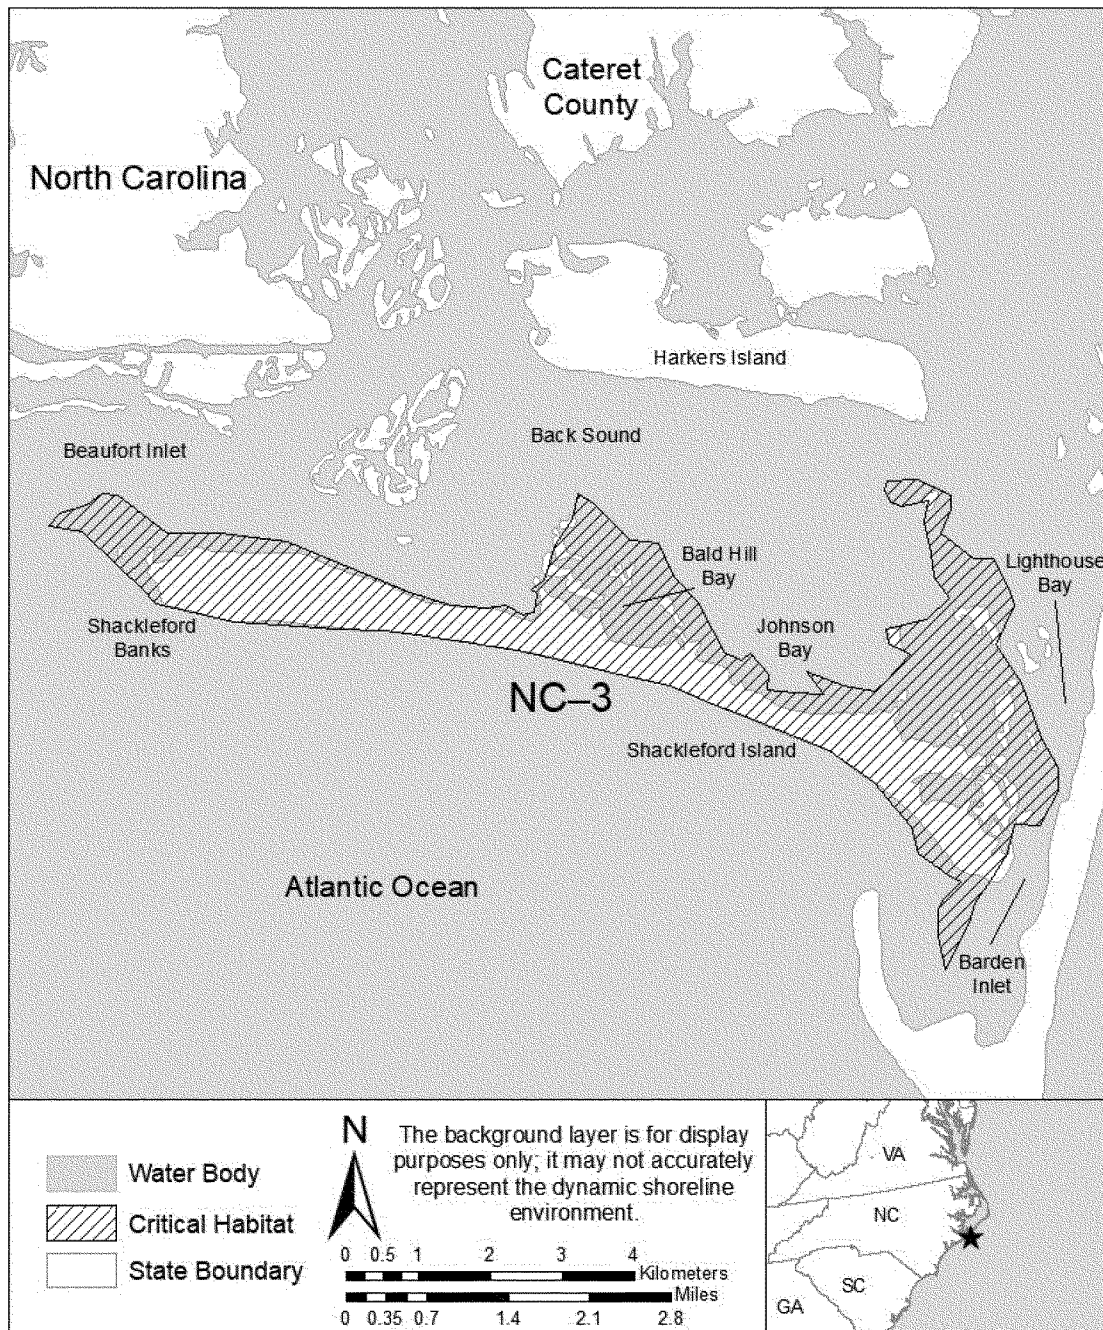 Cateret
County
North Carolina
Harkers Island
Back Sound
Beaufort Inlet
Bald Hill
Bay
Lighthouse
Bay
Shackleford
Banks
Johnson
Bay
NC–3
Shackleford Island
Atlantic Ocean
Barden
Inlet
Water Body
Critical Habitat
State Boundary
N
The background layer is for display
purposes only; it may not accurately
represent the dynamic shoreline
environment.
0 0.5 1 2 3 4
Kilometers
Miles
0 0.35 0.7 1.4 2.1 2.8
VA
NC
SC
GA